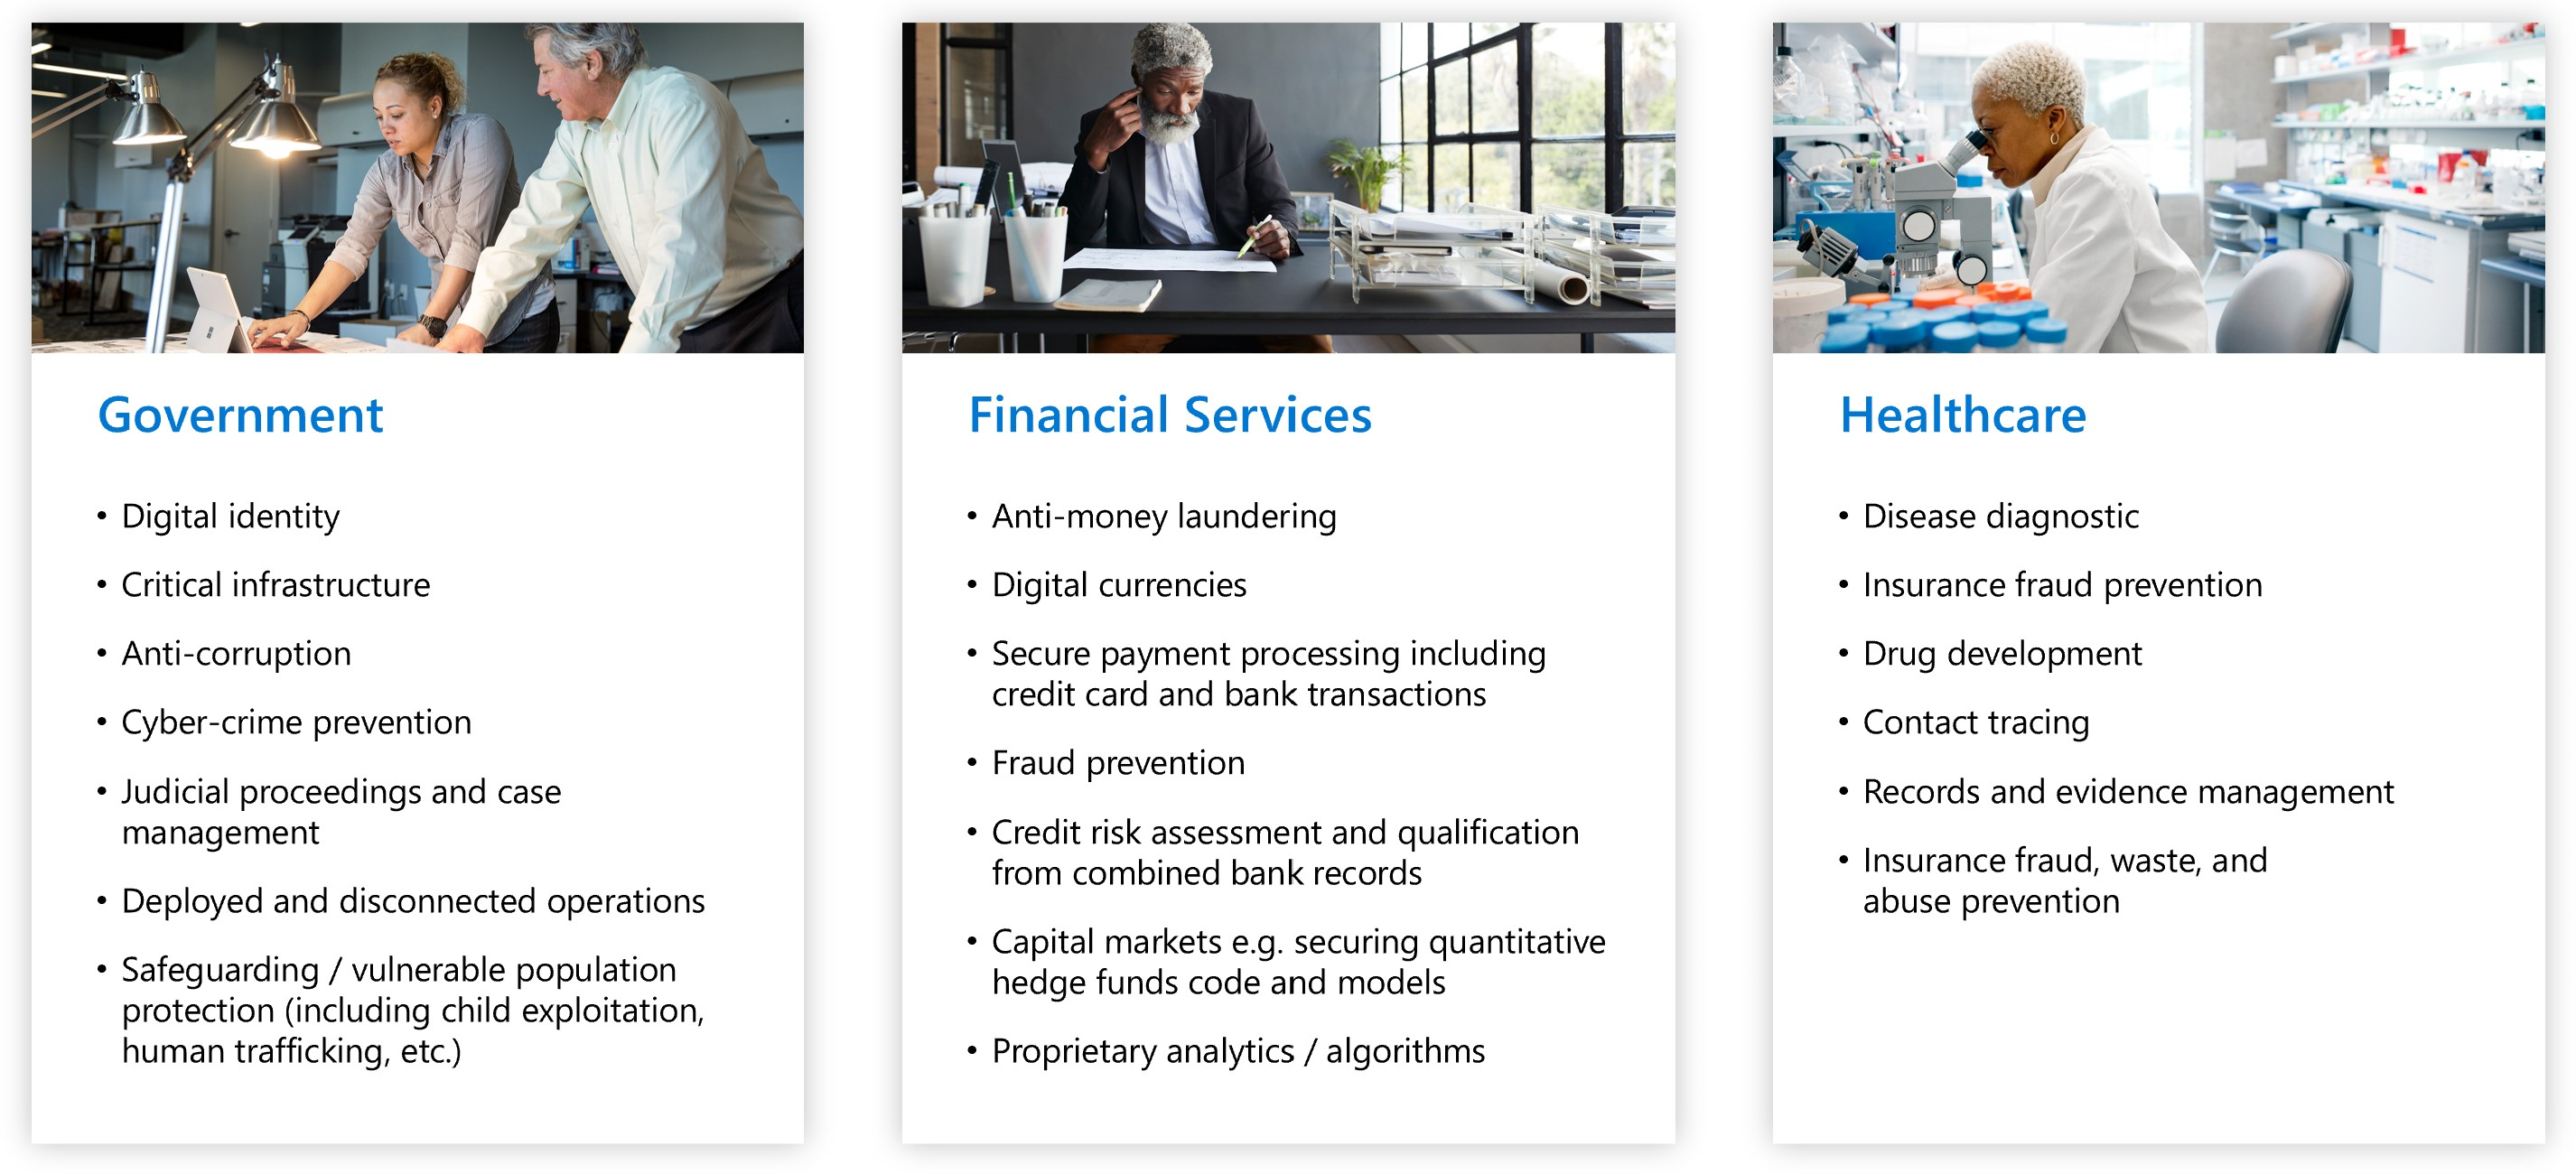 Government
• Digital identity
• Critical infrastructure
• Anti-corruption
• Cyber-crime prevention
• Judicial proceedings and case
management
• Deployed and disconnected operations
• Safeguarding / vulnerable population
protection (including child exploitation,
human trafficking, etc.)
Financial Services
• Anti-money laundering
• Digital currencies
• Secure payment processing including
credit card and bank transactions
• Fraud prevention
• Credit risk assessment and qualification
from combined bank records
• Capital markets e.g. securing quantitative
hedge funds code and models
• Proprietary analytics / algorithms
Healthcare
• Disease diagnostic
• Insurance fraud prevention
• Drug development
• Contact tracing
• Records and evidence management
• Insurance fraud, waste, and
abuse prevention